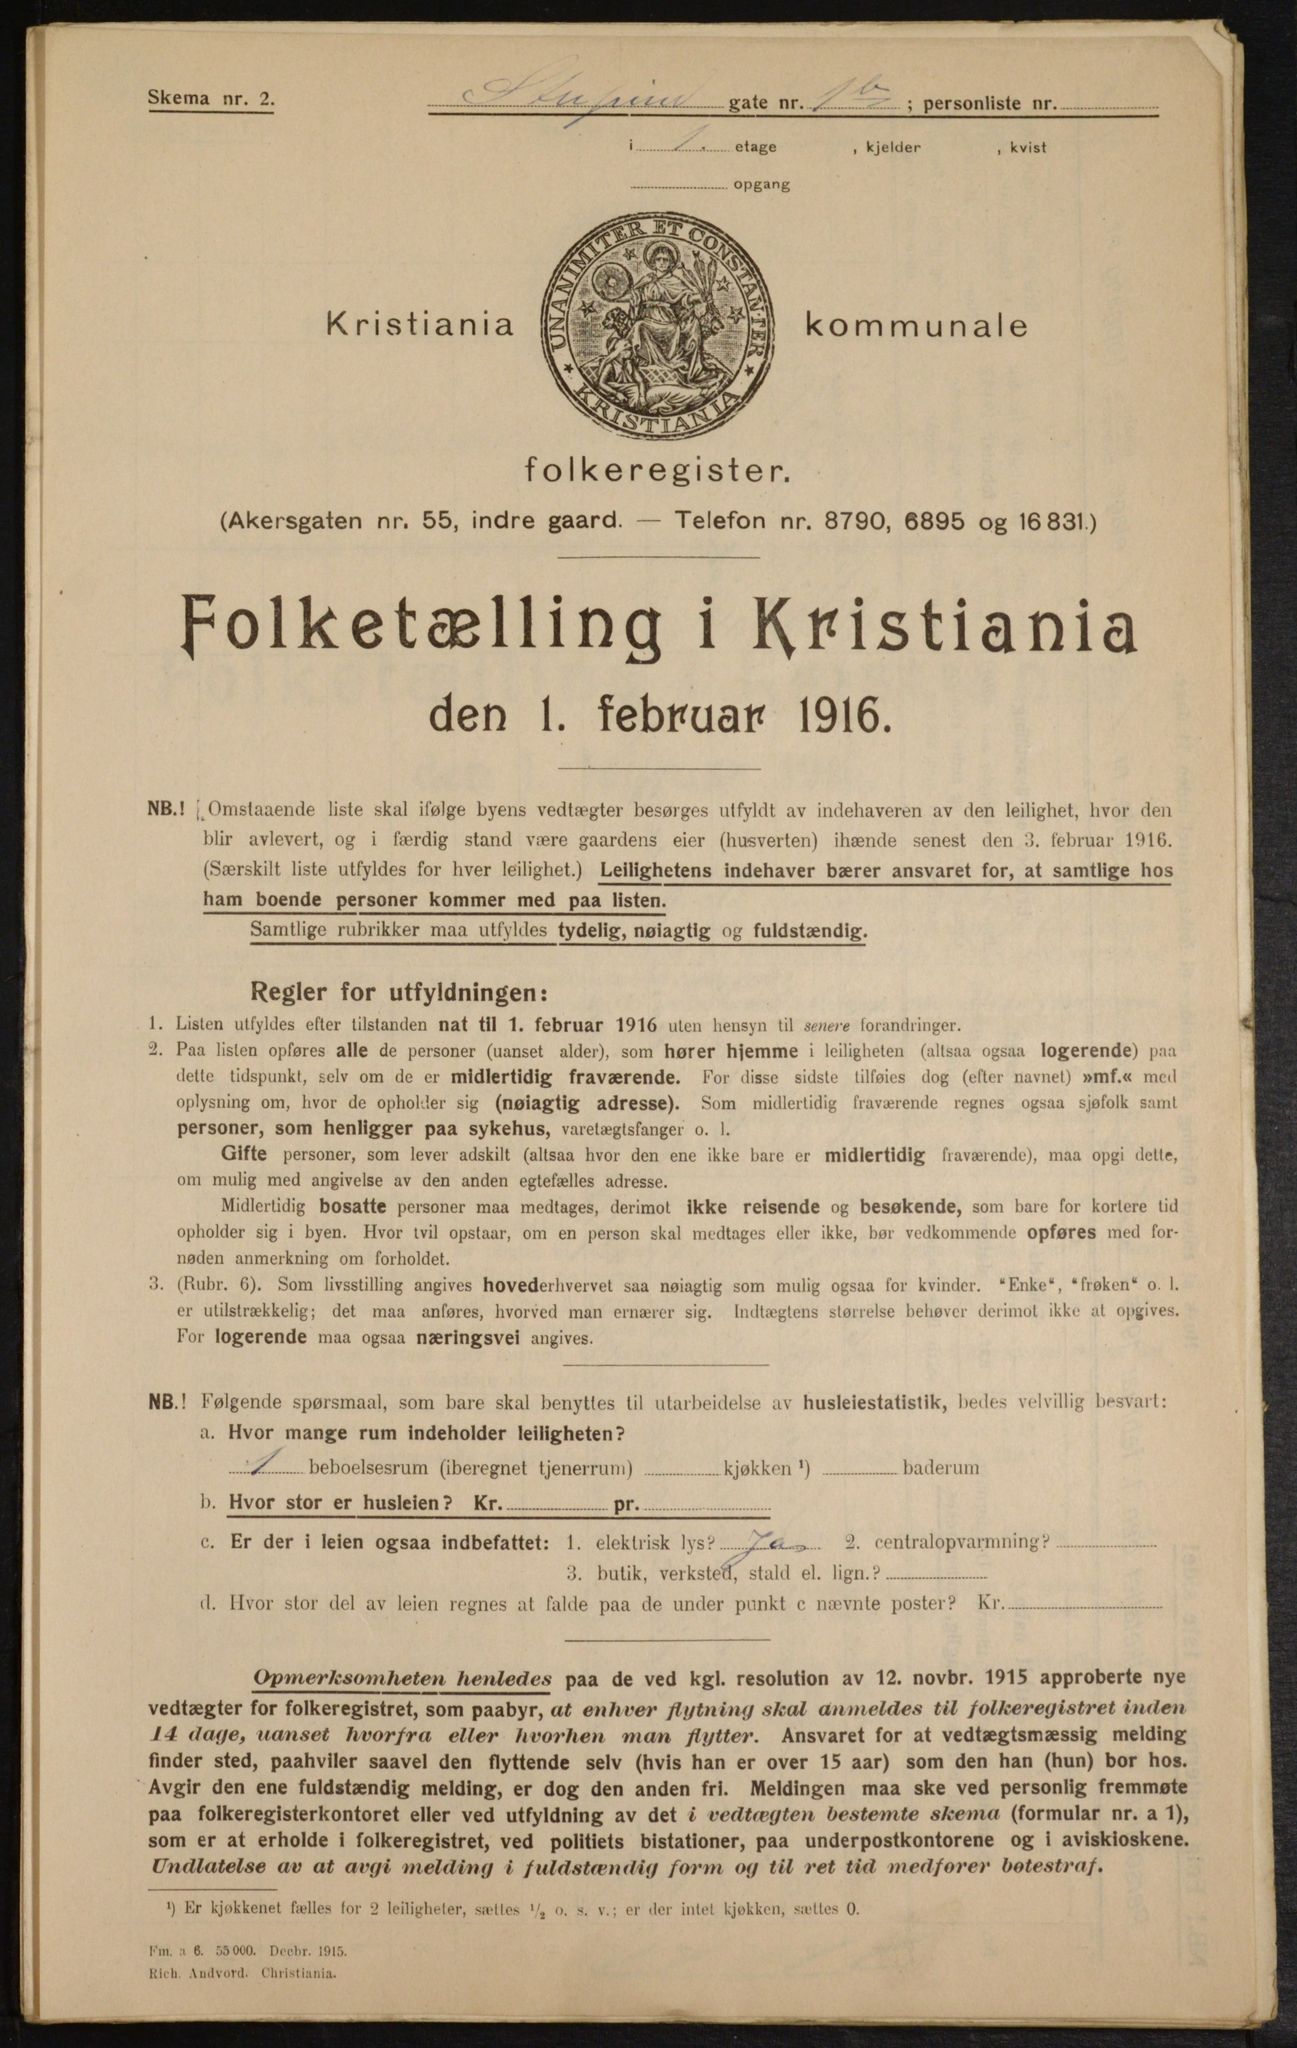 Skema nr. 2.
gate nr. 1b ; personliste nr.
i 1. etage , kjelder , kvist
opgang
UNANIMITER ET CONSTANTER
KRISTIANIA
Kristiania kommunale
folkeregister.
(Akersgaten nr. 55, indre gaard. — Telefon nr. 8790, 6895 og 16831.)
Folketælling i Kristiania
den 1. februar 1916.
NB.! Omstaaende liste skal ifølge byens vedtægter besørges utfyldt av indehaveren av den leilighet, hvor den
blir avlevert, og i færdig stand være gaardens eier (husverten) ihænde senest den 3. februar 1916.
(Særskilt liste utfyldes for hver leilighet.) Leilighetens indehaver bærer ansvaret for, at samtlige hos
ham boende personer kommer med paa listen.
Samtlige rubrikker maa utfyldes tydelig, nøiagtig og fuldstændig.
Regler for utfyldningen:
1. Listen utfyldes efter tilstanden nat til 1. februar 1916 uten hensyn til senere forandringer.
2. Paa listen opføres alle de personer (uanset alder), som hører hjemme i leiligheten (altsaa ogsaa logerende) paa
dette tidspunkt, selv om de er midlertidig fraværende. For disse sidste tilføies dog (efter navnet) »mf.« med
oplysning om, hvor de opholder sig (nøiagtig adresse). Som midlertidig fraværende regnes ogsaa sjøfolk samt
personer, som henligger paa sykehus, varetægtsfanger o. l.
Gifte personer, som lever adskilt (altsaa hvor den ene ikke bare er midlertidig fraværende), maa opgi dette,
om mulig med angivelse av den anden egtefælles adresse.
Midlertidig bosatte personer maa medtages, derimot ikke reisende og besøkende, som bare for kortere tid
opholder sig i byen. Hvor tvil opstaar, om en person skal medtages eller ikke, bør vedkommende opføres med for-
nøden anmerkning om forholdet.
3. (Rubr. 6). Som livsstilling angives hovederhvervet saa nøiagtig som mulig ogsaa for kvinder. "Enke", "frøken" o. l.
er utilstrækkelig; det maa anføres, hvorved man ernærer sig. Indtægtens størrelse behøver derimot ikke at opgives.
For logerende maa ogsaa næringsvei angives.
NB.! Følgende spørsmaal, som bare skal benyttes til utarbeidelse av husleiestatistik, bedes velvillig besvart:
a. Hvor mange rum indeholder leiligheten?
1 beboelsesrum (iberegnet tjenerrum) kjøkken ¹) baderum
b. Hvor stor er husleien? Kr. pr.
c. Er der i leien ogsaa indbefattet: 1. elektrisk lys? Ja 2. centralopvarmning?
3. butik, verksted, stald el. lign.?
d. Hvor stor del av leien regnes at falde paa de under punkt c nævnte poster? Kr.
Opmerksomheten henledes paa de ved kgl. resolution av 12. novbr. 1915 approberte nye
vedtægter for folkeregistret, som paabyr, at enhver flytning skal anmeldes til folkeregistret inden
14 dage, uanset hvorfra eller hvorhen man flytter. Ansvaret for at vedtægtsmæssig melding
finder sted, paahviler saavel den flyttende selv (hvis han er over 15 aar) som den han (hun) bor hos.
Avgir den ene fuldstændig melding, er dog den anden fri. Meldingen maa ske ved personlig fremmøte
paa folkeregisterkontoret eller ved utfyldning av det i vedtægten bestemte skema (formular nr. a 1),
som er at erholde i folkeregistret, ved politiets bistationer, paa underpostkontorene og i aviskioskene.
Undlatelse av at avgi melding i fuldstændig form og til ret tid medfører bøtestraf.
¹) Er kjøkkenet fælles for 2 leiligheter, sættes ½ o. s. v.; er der intet kjøkken, sættes 0.
Fm. a 6. 55000. Decbr. 1915.
Rich. Andvord. Christiania.